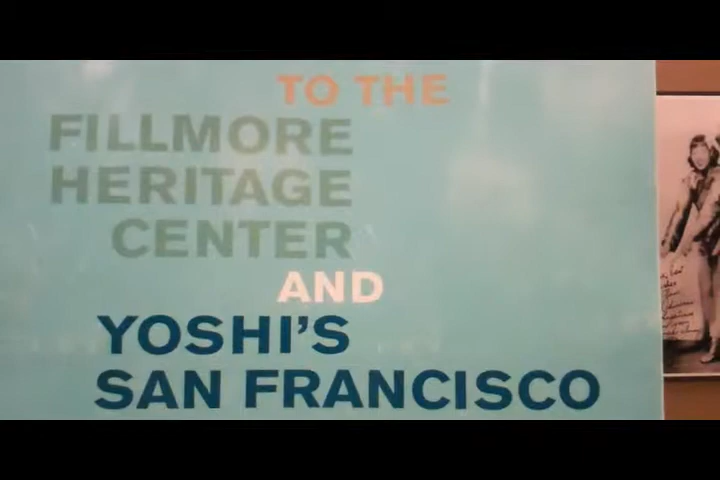 TO THE
FILLMORE
HERITAGE
CENTER
AND
YOSHI'S
SAN FRANCISCO